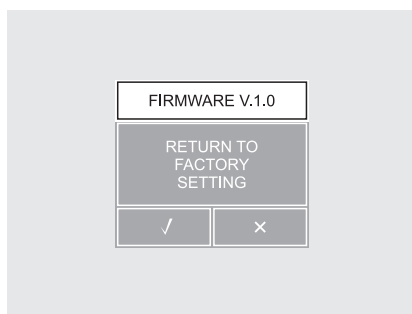 FIRMWARE V.1.0
RETURN TO
FACTORY
SETTING
√ ×